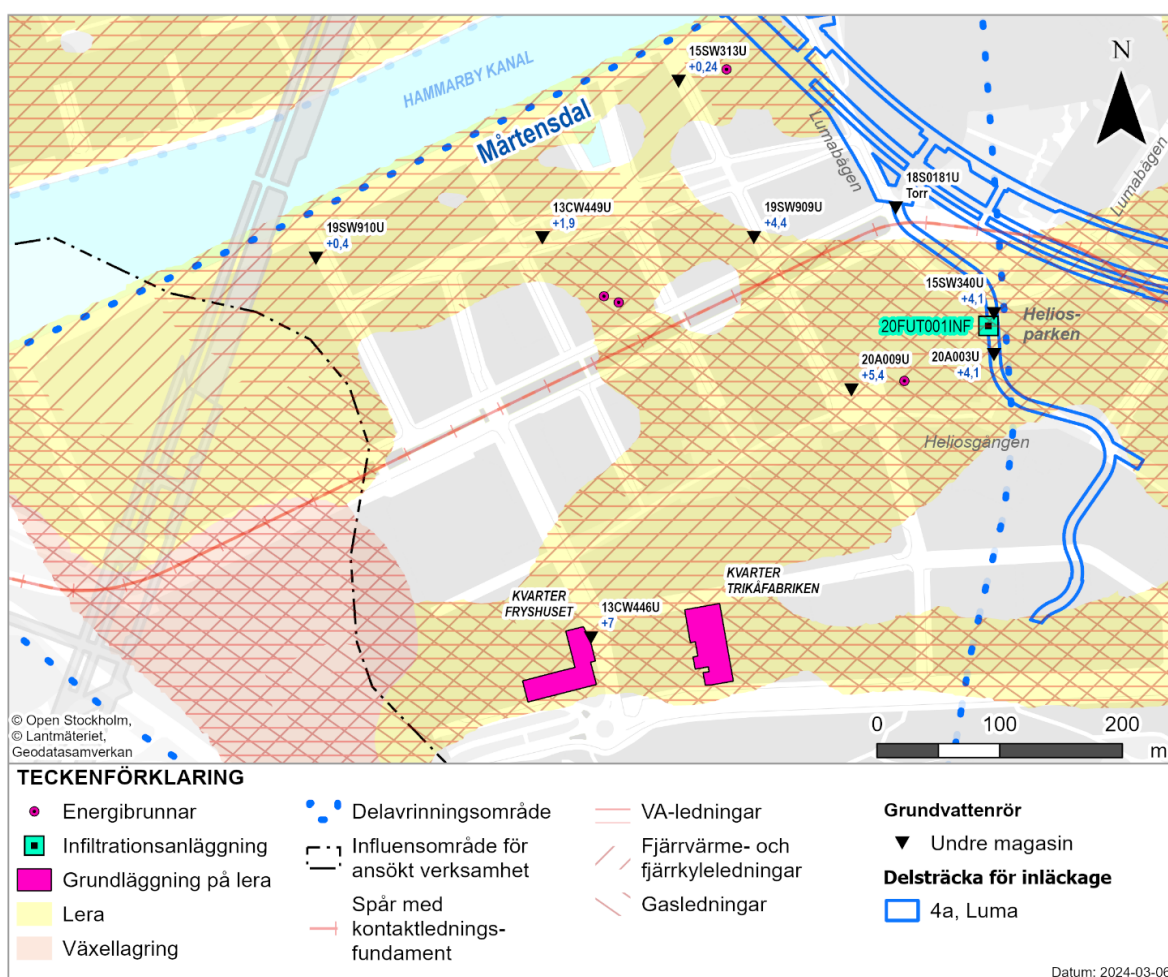 15SW313U
+0,24
N
HAMMARBY KANAL
Mårtensdal
Lumabågen
Lumabågen
18S0181U
Torr
13CW449U
+1,9
19SW909U
+4,4
19SW910U
+0,4
15SW340U
+4,1
Helios-
parken
20FUT001INF
20A009U
+5,4
20A003U
+4,1
Heliosgången
KVARTER
TRIKÅFABRIKEN
KVARTER
FRYSHUSET
13CW446U
+7
© Open Stockholm,
© Lantmäteriet,
Geodatasamverkan
0 100 200
m
TECKENFÖRKLARING
Energibrunnar
Infiltrationsanläggning
Grundläggning på lera
Lera
Växellagring
Delavrinningsområde
Influensområde för
ansökt verksamhet
Spår med
kontaktlednings-
fundament
VA-ledningar
Fjärrvärme- och
fjärrkyleledningar
Gasledningar
Grundvattenrör
Undre magasin
Delsträcka för inläckage
4a, Luma
Datum: 2024-03-06